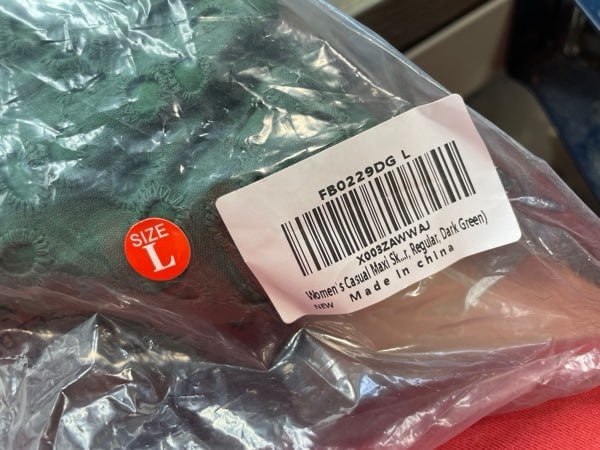 SIZE
L
FB0229DG L
X003ZAWWAJ
Women's Casual Maxi Sk...r, Regular, Dark Green)
NEW
Made In china